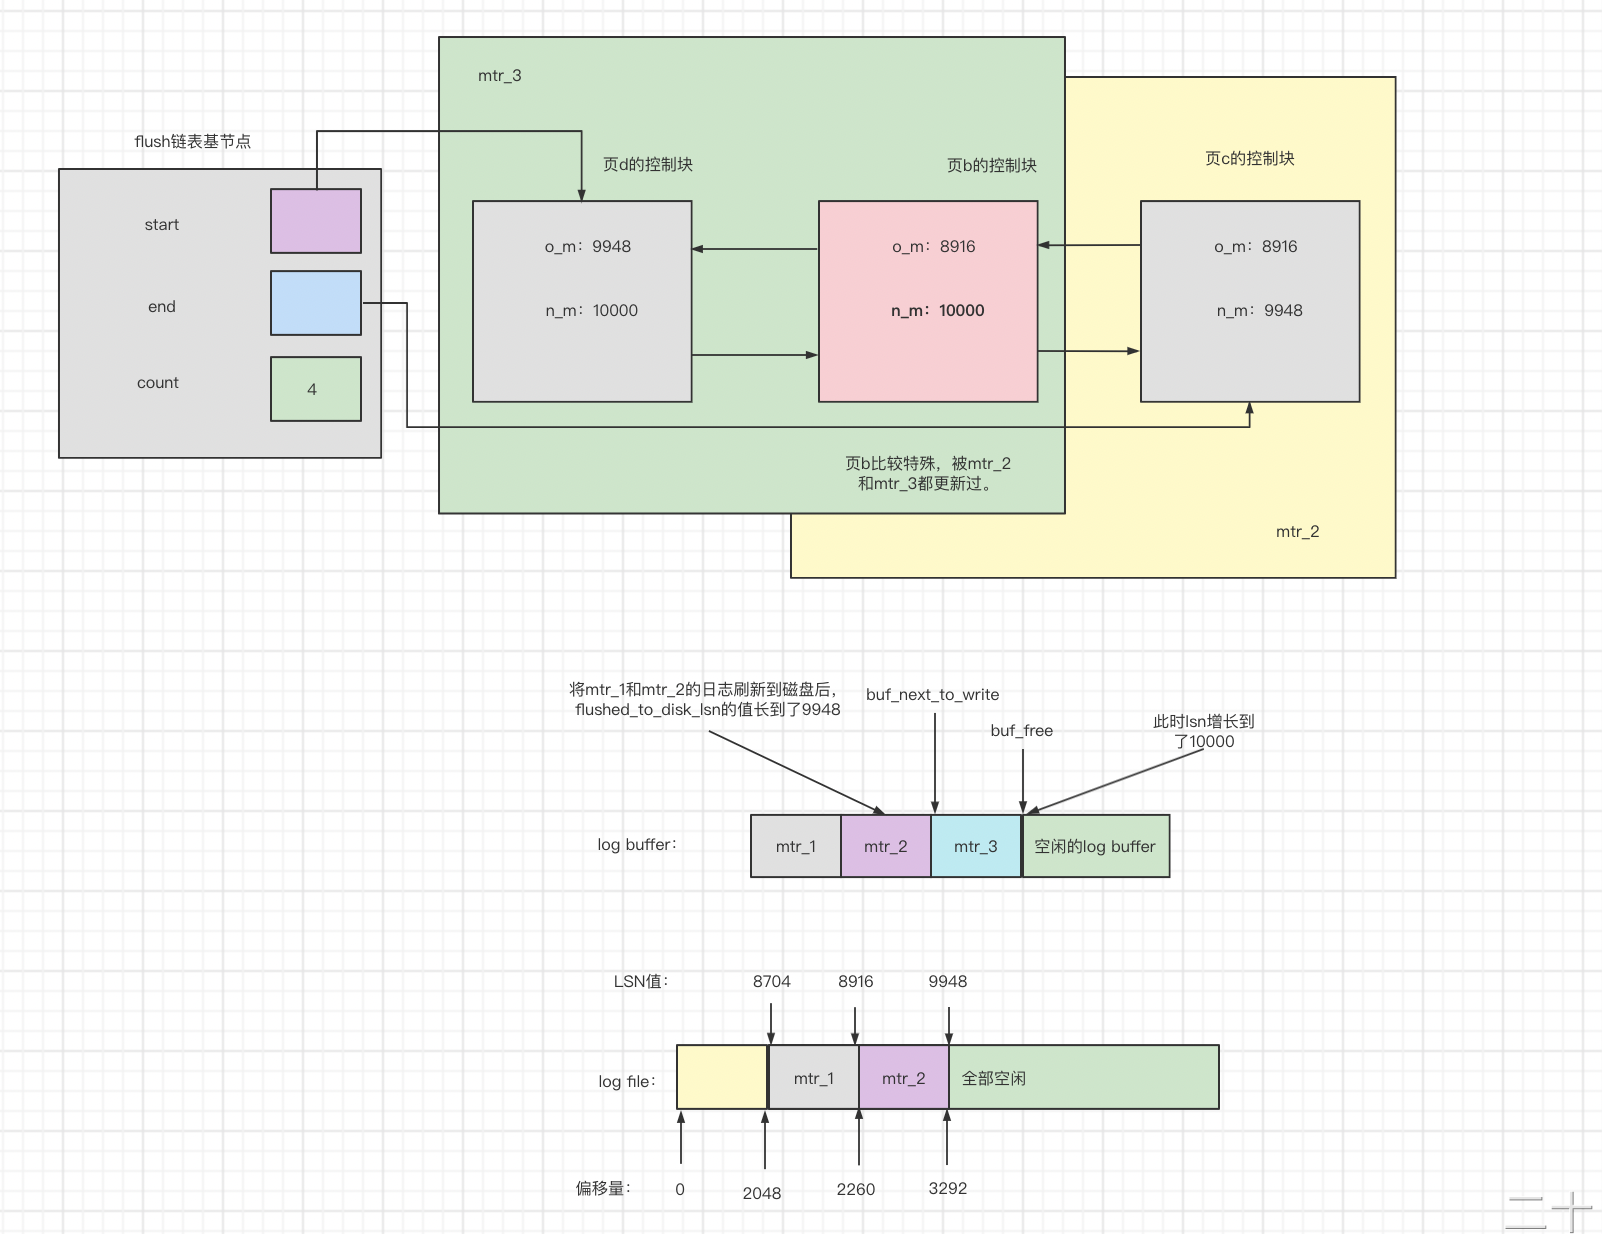 mtr_3
flush链表基节点
页d的控制块
页b的控制块
页c的控制块
start
o_m：9948
o_m：8916
o_m：8916
end
n_m：10000
n_m：10000
n_m：9948
count
4
页b比较特殊，被mtr_2
和mtr_3都更新过。
mtr_2
将mtr_1和mtr_2的日志刷新到磁盘后，
flushed_to_disk_lsn的值长到了9948
buf_next_to_write
buf_free
此时lsn增长到
了10000
log buffer：
mtr_1
mtr_2
mtr_3
空闲的log buffer
LSN值：
8704
8916
9948
log file：
mtr_1
mtr_2
全部空闲
偏移量：
0
2048
2260
3292
二十